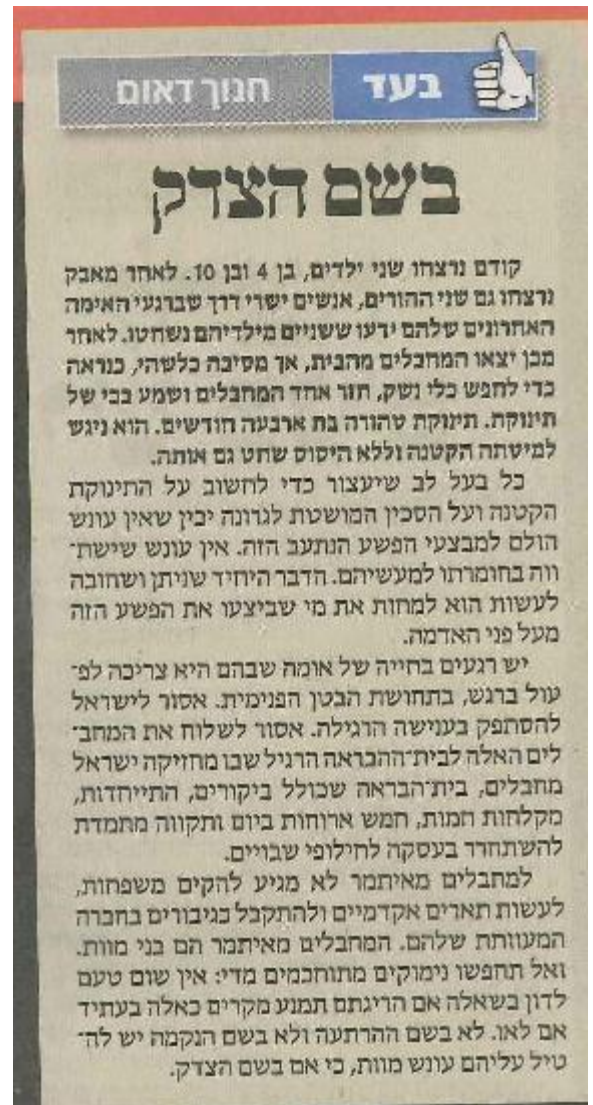 בעד
חנוך דאום
בשם הצדק
קודם נרצחו שני ילדים, בן 4 ובן 10. לאחר מאבק
נרצחו גם שני ההורים, אנשים ישרי דרך שברגעי האימה
האחרונים שלהם ידעו ששניים מילדיהם נשחטו. לאחר
מכן יצאו המחבלים מהבית, אך מסיבה כלשהי, כנראה
כדי לחפש כלי נשק, חזר אחד המחבלים ושמע בכי של
תינוקת. תינוקת טהורה בת ארבעה חודשים. הוא ניגש
למיטתה הקטנה וללא היסוס שחט גם אותה.
כל בעל לב שיעצור כדי לחשוב על התינוקת
הקטנה ועל הסכין המושטת לגרונה יבין שאין עונש
הולם למבצעי הפשע הנתעב הזה. אין עונש שישת־
ווה בחומרתו למעשיהם. הדבר היחיד שניתן ושחובה
לעשות הוא למחות את מי שביצעו את הפשע הזה
מעל פני האדמה.
יש רגעים בחייה של אומה שבהם היא צריכה לפ־
עול ברגש, בתחושת הבטן הפנימית. אסור לישראל
להסתפק בענישה הרגילה. אסור לשלוח את המחב־
לים האלה לבית־ההבראה הרגיל שבו מחזיקה ישראל
מחבלים, בית־הבראה שכולל ביקורים, התייחדות,
מקלחות חמות, חמש ארוחות ביום ותקווה מתמדת
להשתחרר בעסקה לחילופי שבויים.
למחבלים מאיתמר לא מגיע להקים משפחות,
לעשות תארים אקדמיים ולהתקבל כגיבורים בחברה
המעוותת שלהם. המחבלים מאיתמר הם בני מוות.
ואל תחפשו נימוקים מתוחכמים מדי: אין שום טעם
לדון בשאלה אם הריגתם תמנע מקרים כאלה בעתיד
אם לאו. לא בשם ההרתעה ולא בשם הנקמה יש לה־
טיל עליהם עונש מוות, כי אם בשם הצדק.